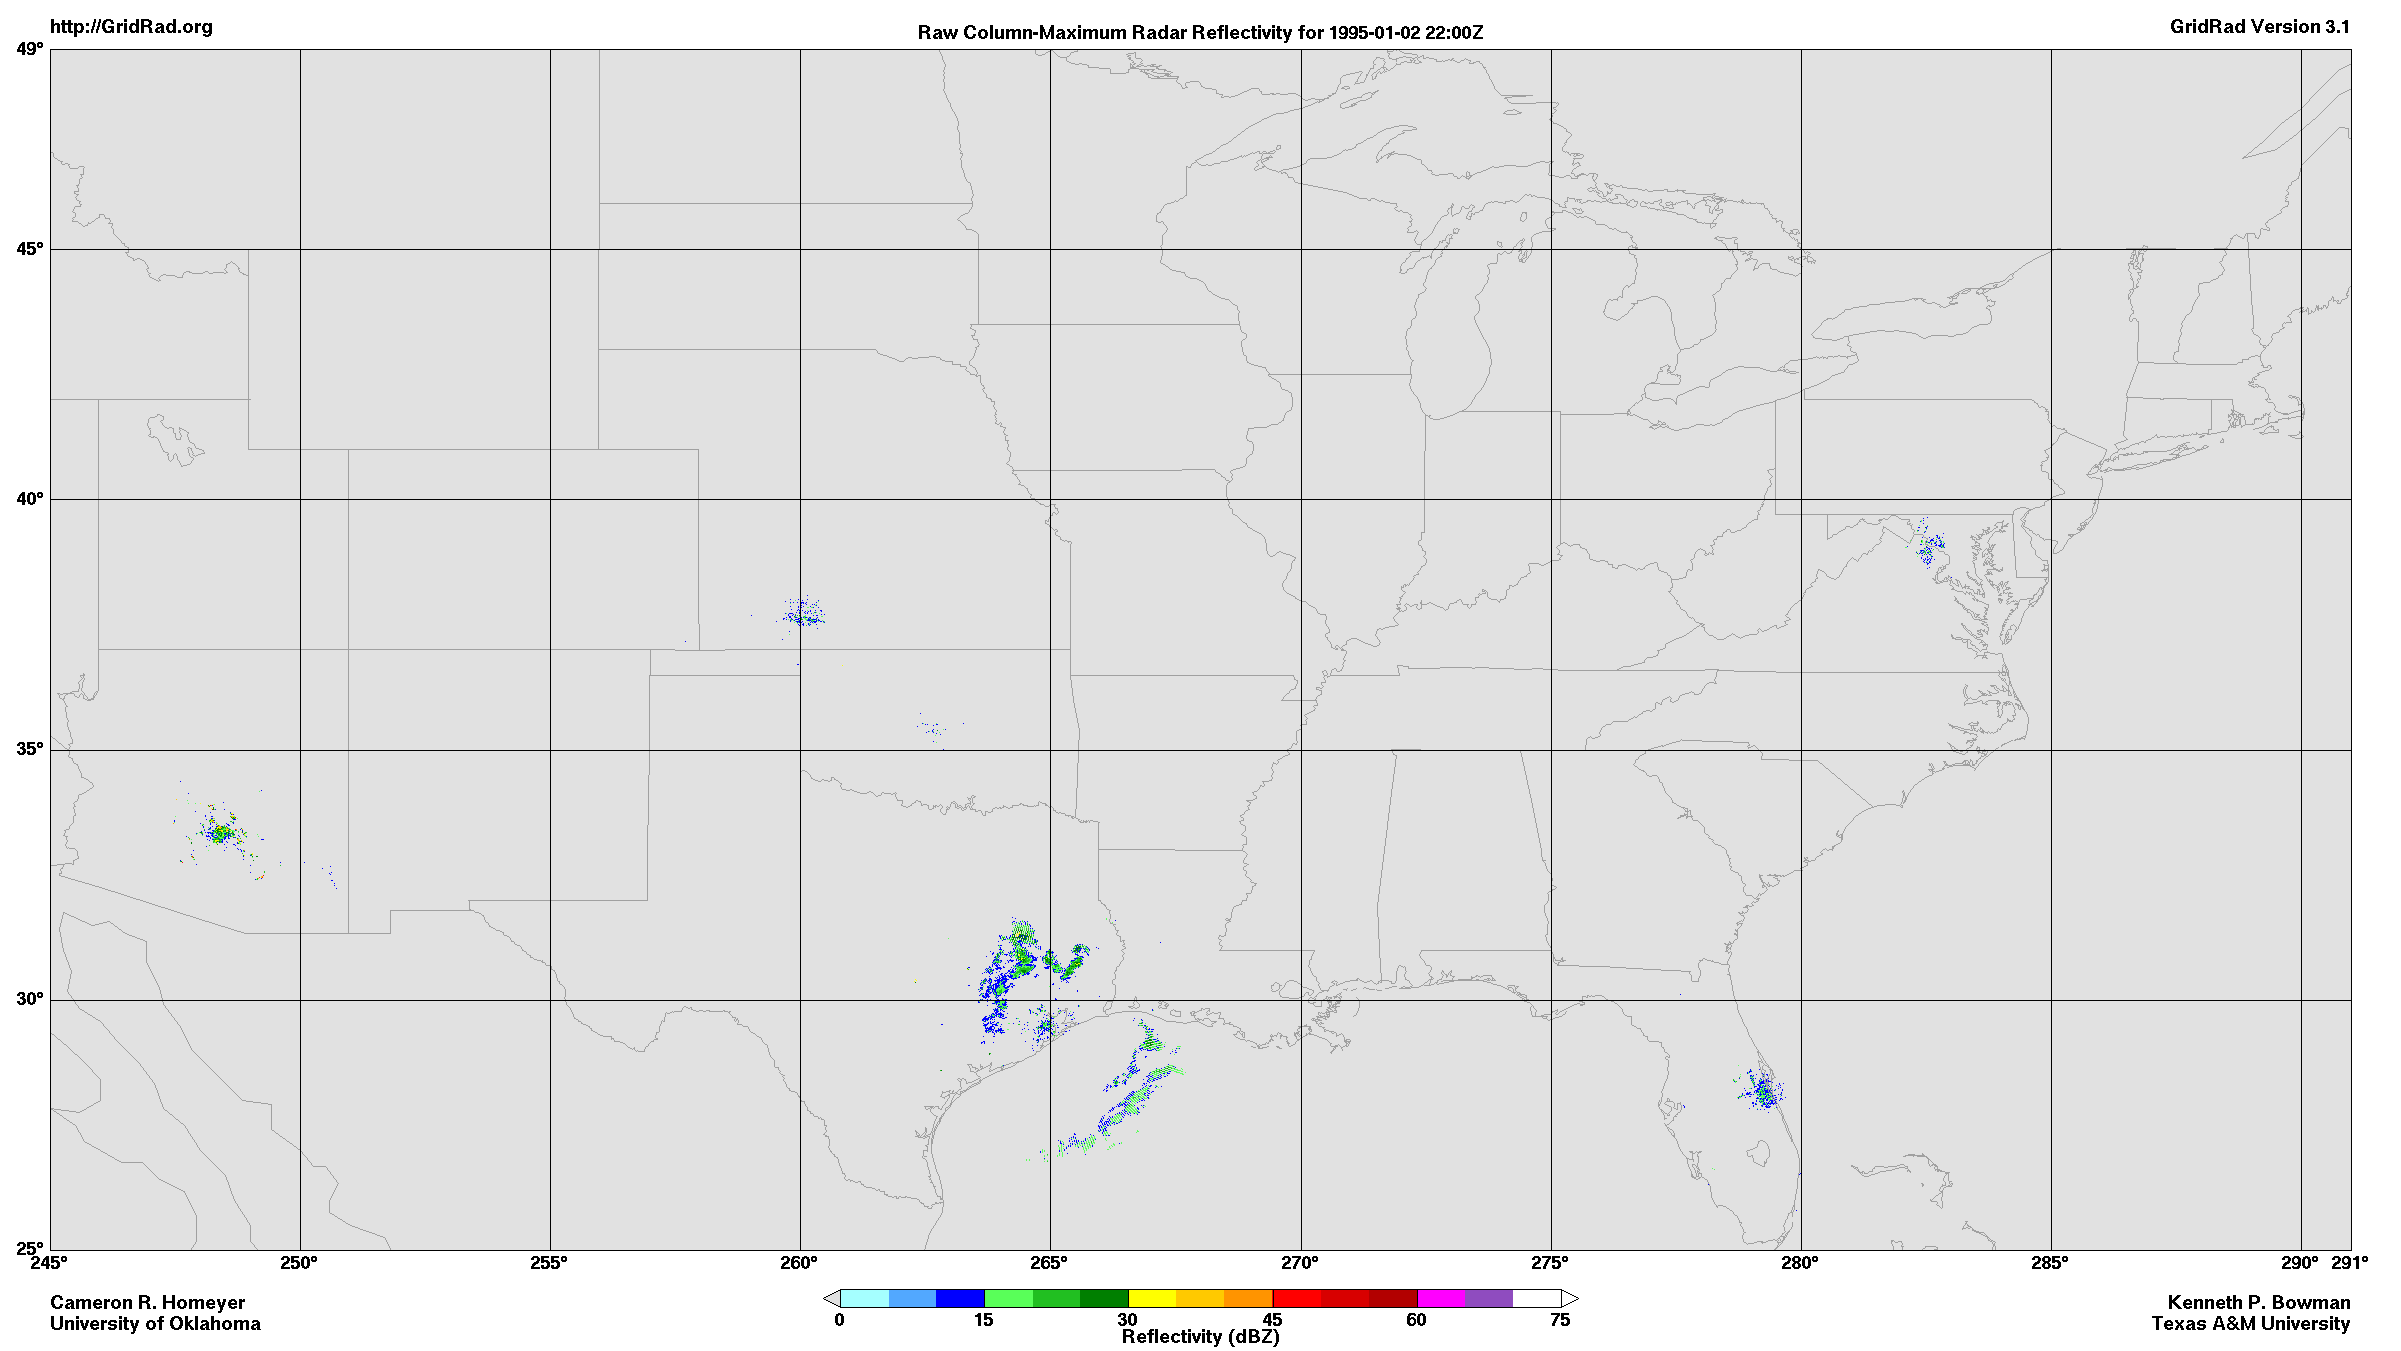 http://GridRad.org
Raw Column-Maximum Radar Reflectivity for 1995-01-02 22:00Z
GridRad Version 3.1
49°
45°
40°
35°
30°
25°
245° 250° 255° 260° 265° 270° 275° 280° 285° 290° 291°
0 15 30 45 60 75
Reflectivity (dBZ)
Cameron R. Homeyer
University of Oklahoma
Kenneth P. Bowman
Texas A&M University